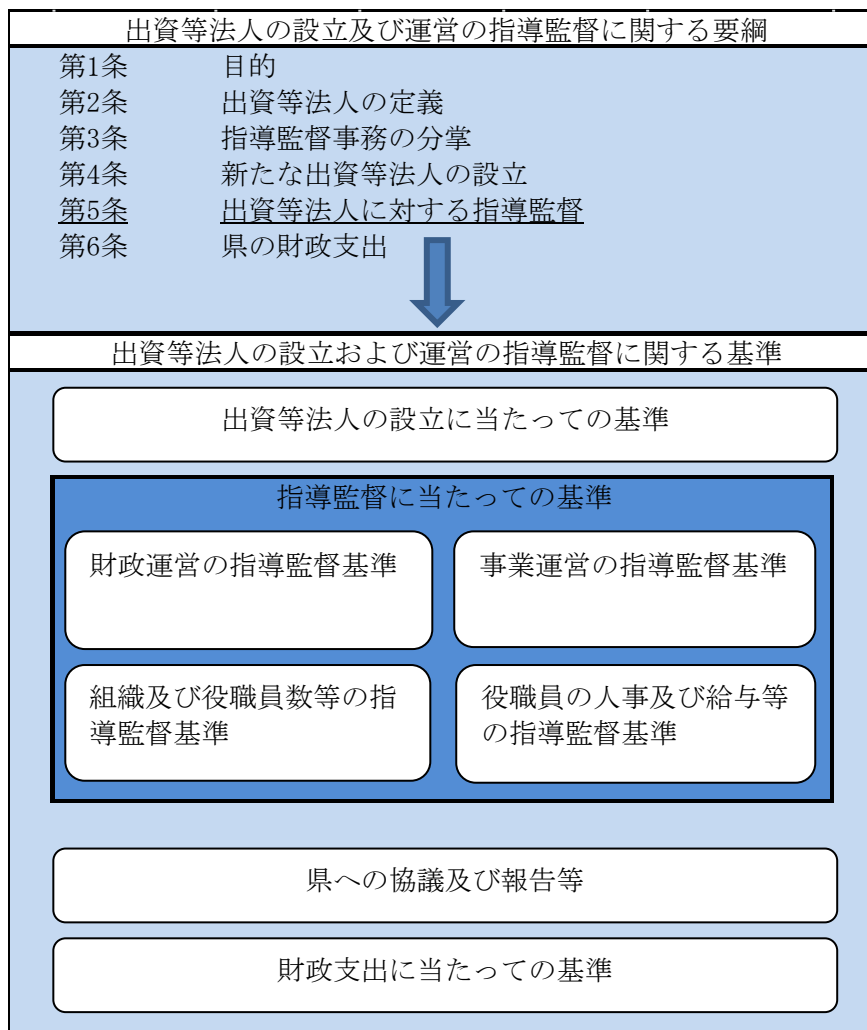 出資等法人の設立及び運営の指導監督に関する要綱
第1条 目的
第2条 出資等法人の定義
第3条 指導監督事務の分掌
第4条 新たな出資等法人の設立
第5条 出資等法人に対する指導監督
第6条 県の財政支出
出資等法人の設立および運営の指導監督に関する基準
出資等法人の設立に当たっての基準
指導監督に当たっての基準
財政運営の指導監督基準
事業運営の指導監督基準
組織及び役職員数等の指
導監督基準
役職員の人事及び給与等
の指導監督基準
県への協議及び報告等
財政支出に当たっての基準